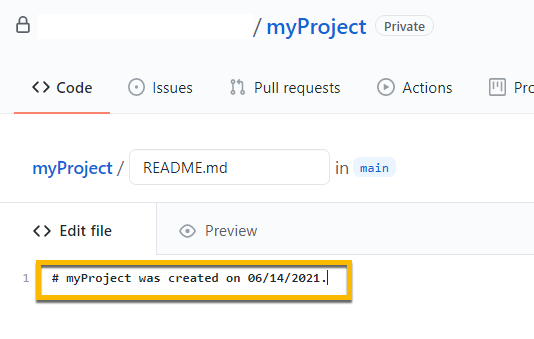 / myProject Private
Code Issues Pull requests Actions Pro
myProject / README.md in main
Edit file Preview
1 # myProject was created on 06/14/2021.